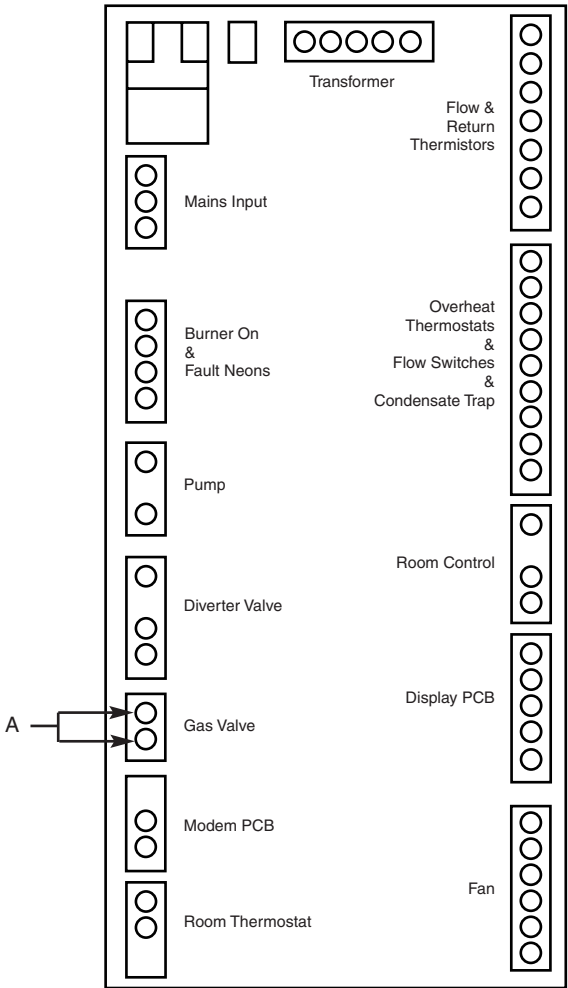 Transformer
Flow &
Return
Thermistors
Mains Input
Overheat
Thermostats
&
Flow Switches
&
Condensate Trap
Burner On
&
Fault Neons
Pump
Room Control
Diverter Valve
Display PCB
A
Gas Valve
Modem PCB
Fan
Room Thermostat